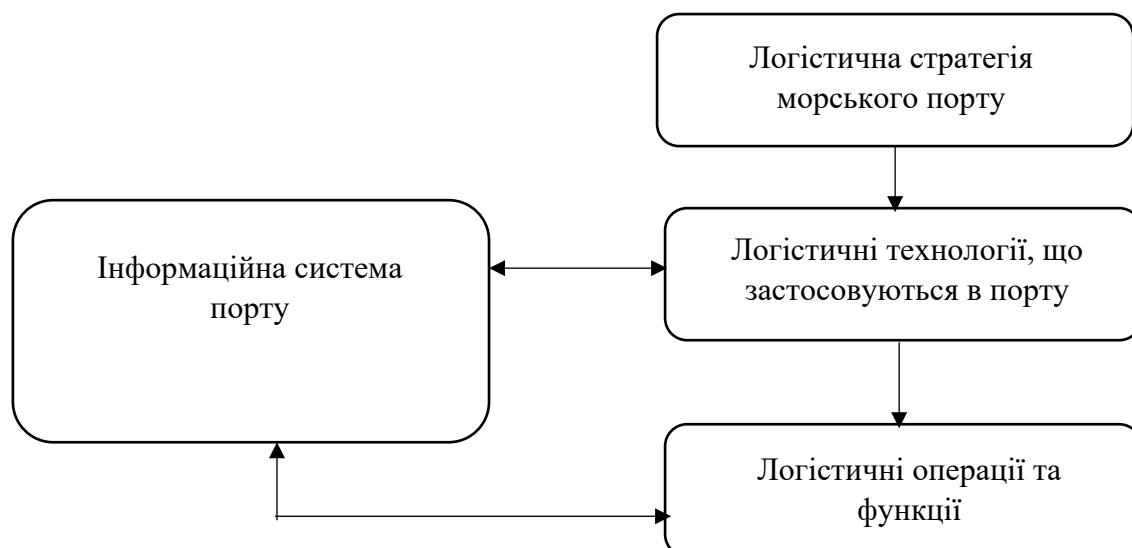 Логістична стратегія
морського порту
Інформаційна система
порту
Логістичні технології, що
застосовуються в порту
Логістичні операції та
функції